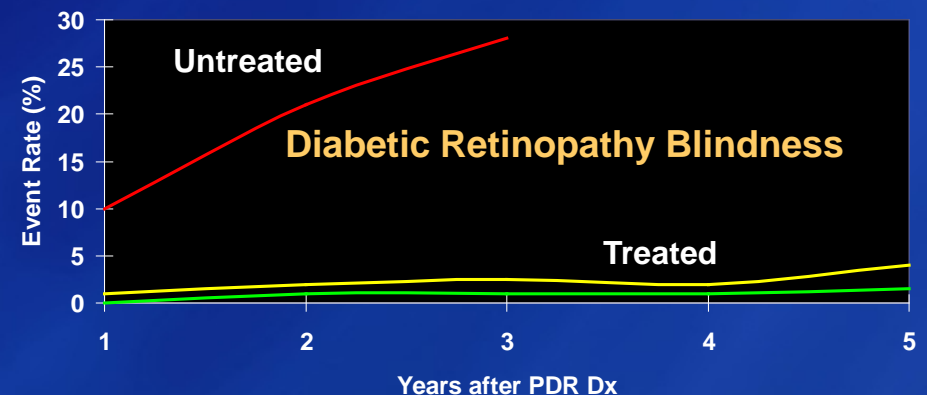 30
25
20
15
10
5
0
Event Rate (%)
Untreated
Diabetic Retinopathy Blindness
Treated
1 2 3 4 5
Years after PDR Dx